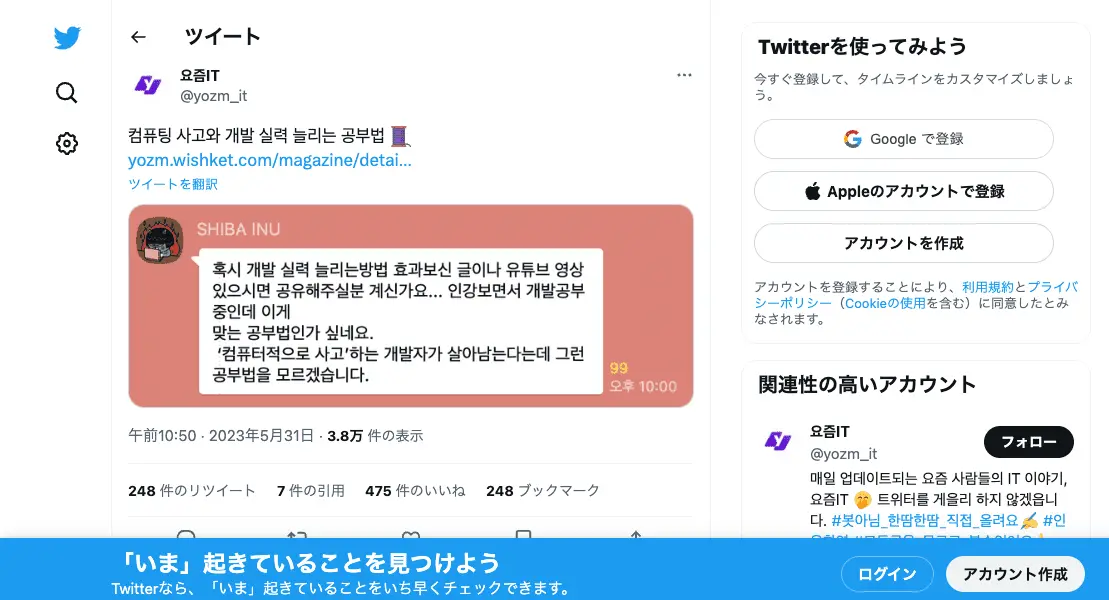 ツイート
요즘IT
@yozm_it
컴퓨팅 사고와 개발 실력 늘리는 공부법
yozm.wishket.com/magazine/detai...
ツイートを翻訳
SHIBA INU
혹시 개발 실력 늘리는방법 효과보신 글이나 유튜브 영상
있으시면 공유해주실분 계신가요... 인강보면서 개발공부
중인데 이게
맞는 공부법인가 싶네요.
'컴퓨터적으로 사고'하는 개발자가 살아남는다는데 그런
공부법을 모르겠습니다.
99
오후 10:00
午前10:50 · 2023年5月31日 · 3.8万 件の表示
248 件のリツイート 7 件の引用 475 件のいいね 248 ブックマーク
Twitterを使ってみよう
今すぐ登録して、タイムラインをカスタマイズしましょ
う。
Google で登録
Appleのアカウントで登録
アカウントを作成
アカウントを登録することにより、利用規約とプライバ
シーポリシー（Cookieの使用を含む）に同意したとみ
なされます。
関連性の高いアカウント
요즘IT
@yozm_it
フォロー
매일 업데이트되는 요즘 사람들의 IT 이야기,
요즘IT 🤭 트위터를 게을리 하지 않겠읍니
다. #봇아님_한땀한땀_직접_올려요✍️ #인
「いま」起きていることを見つけよう
Twitterなら、「いま」起きていることをいち早くチェックできます。
ログイン
アカウント作成